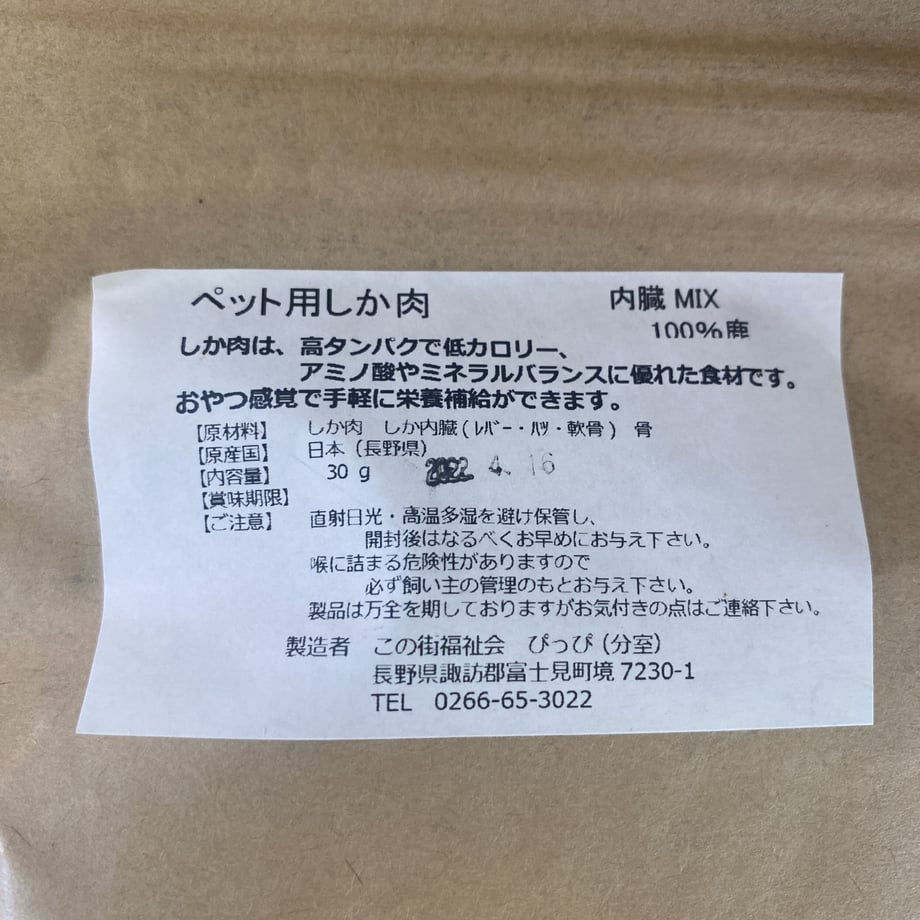 ペット用しか肉　内臓 MIX
100%鹿
しか肉は、高タンパクで低カロリー、
アミノ酸やミネラルバランスに優れた食材です。
おやつ感覚で手軽に栄養補給ができます。
【原材料】　しか肉　しか内臓(ﾚﾊﾞｰ・ﾊﾂ・軟骨)　骨
【原産国】　日本（長野県）
【内容量】　30 g
【賞味期限】　2022 4. 16
【ご注意】　直射日光・高温多湿を避け保管し、
開封後はなるべくお早めにお与え下さい。
喉に詰まる危険性がありますので
必ず飼い主の管理のもとお与え下さい。
製品は万全を期しておりますがお気付きの点はご連絡下さい。
製造者　この街福祉会　ぴっぴ（分室）
長野県諏訪郡富士見町境 7230-1
TEL　0266-65-3022